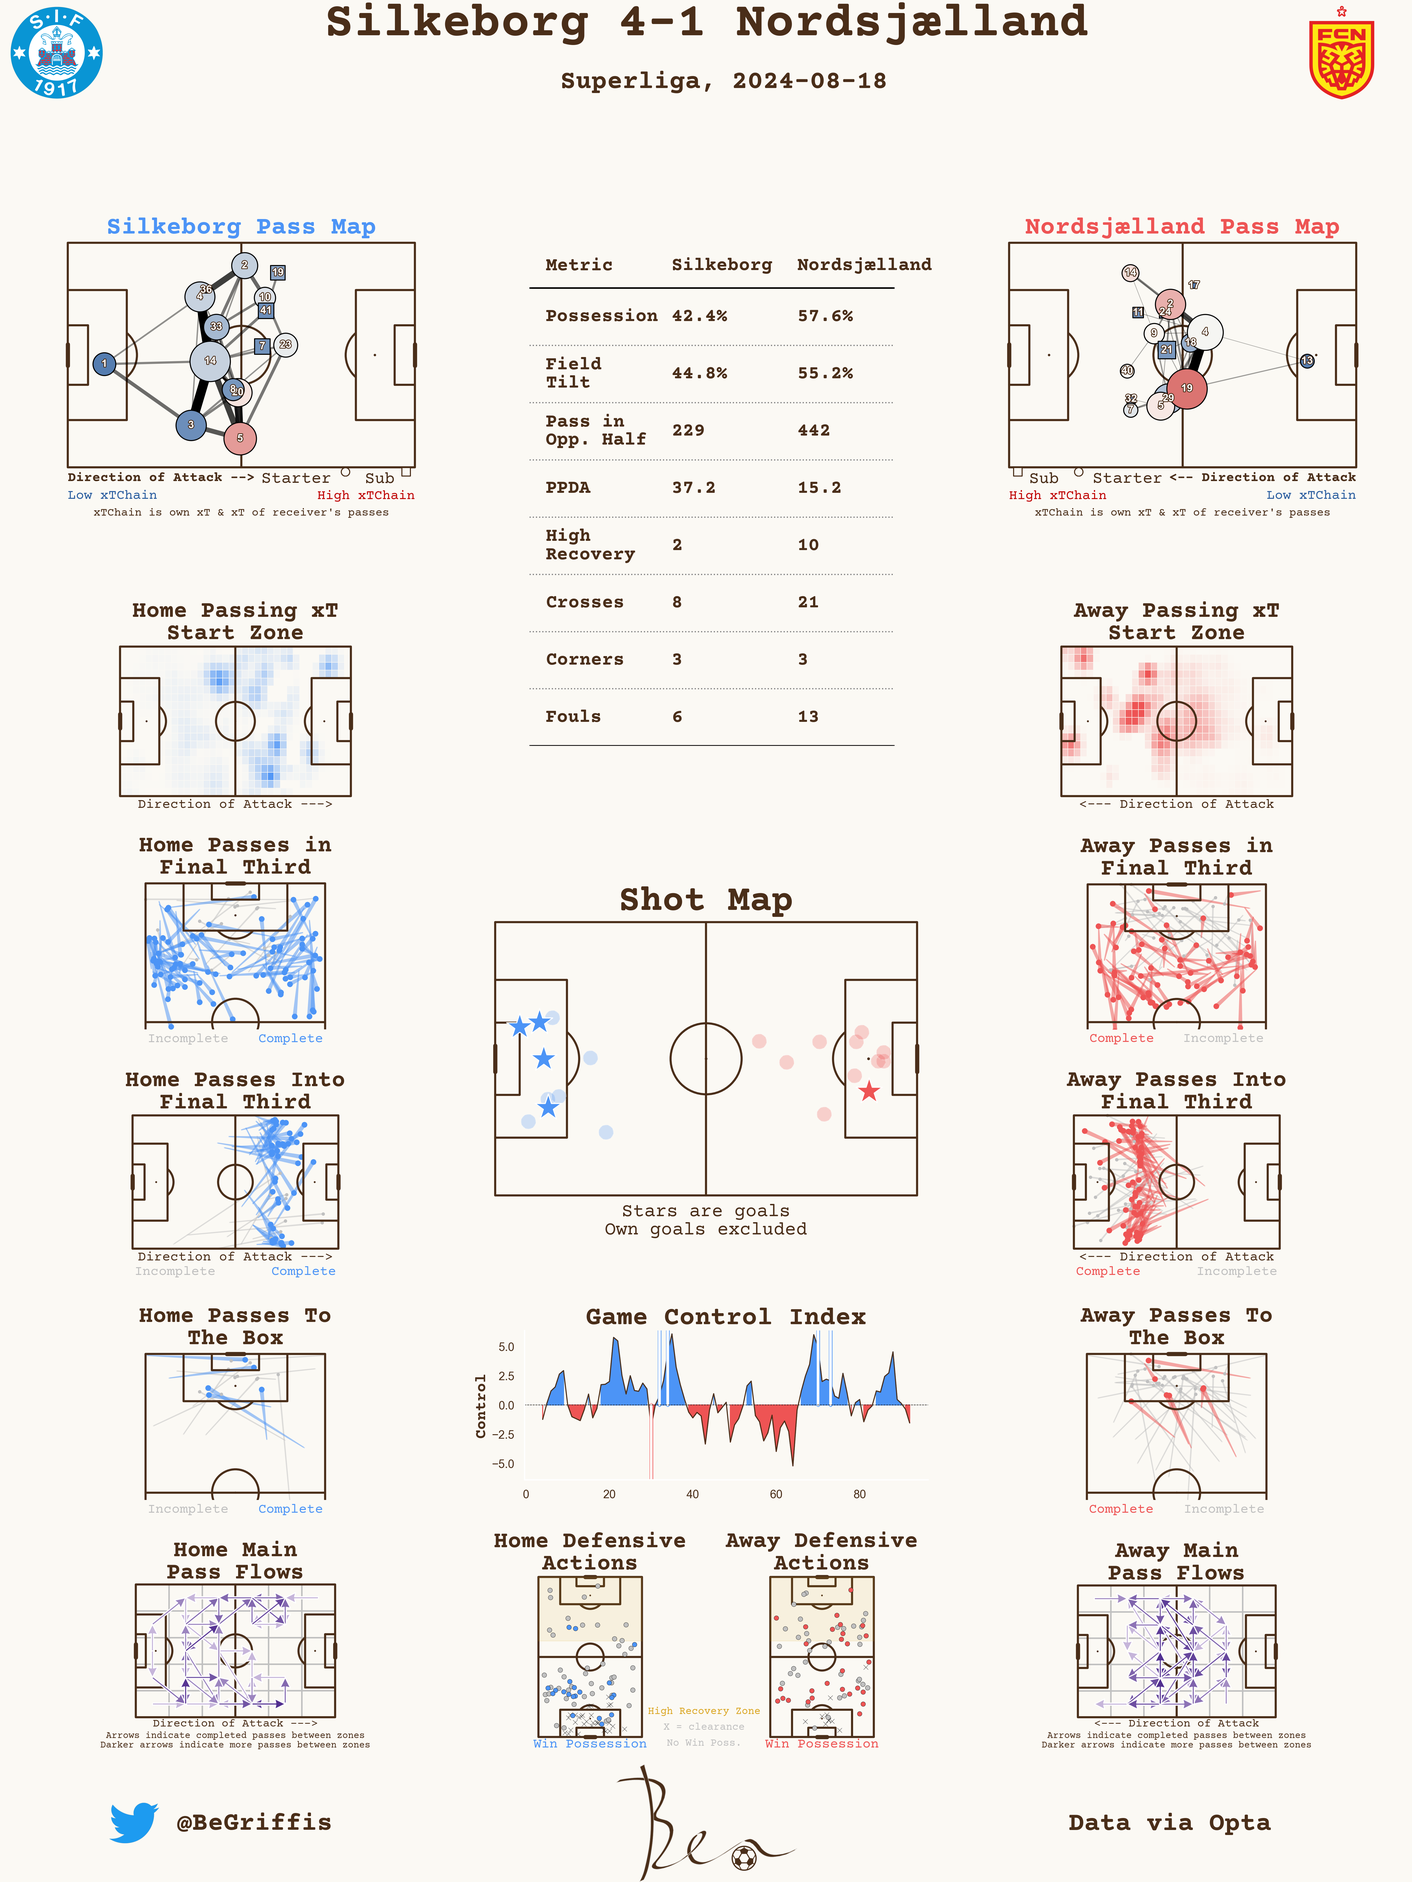 Silkeborg 4-1 Nordsjælland
Superliga, 2024-08-18
S·I·F
1917
FCN
Silkeborg Pass Map
2
19
36
4
10
41
33
7
23
14
1
8
20
3
5
Direction of Attack --> Starter Sub
Low xTChain High xTChain
xTChain is own xT & xT of receiver's passes
Metric Silkeborg Nordsjælland
Possession 42.4% 57.6%
Field
Tilt 44.8% 55.2%
Pass in
Opp. Half 229 442
PPDA 37.2 15.2
High
Recovery 2 10
Crosses 8 21
Corners 3 3
Fouls 6 13
Nordsjælland Pass Map
14
17
2
11
24
9
4
18
21
13
40
19
32
29
5
7
Sub Starter <-- Direction of Attack
High xTChain Low xTChain
xTChain is own xT & xT of receiver's passes
Home Passing xT
Start Zone
Direction of Attack --->
Away Passing xT
Start Zone
<--- Direction of Attack
Home Passes in
Final Third
Incomplete Complete
Away Passes in
Final Third
Complete Incomplete
Shot Map
Stars are goals
Own goals excluded
Home Passes Into
Final Third
Direction of Attack --->
Incomplete Complete
Away Passes Into
Final Third
<--- Direction of Attack
Complete Incomplete
Home Passes To
The Box
Incomplete Complete
Game Control Index
Control
5.0
2.5
0.0
−2.5
−5.0
0 20 40 60 80
Away Passes To
The Box
Complete Incomplete
Home Main
Pass Flows
Direction of Attack --->
Arrows indicate completed passes between zones
Darker arrows indicate more passes between zones
Home Defensive
Actions
Win Possession
Away Defensive
Actions
Win Possession
High Recovery Zone
X = clearance
No Win Poss.
Away Main
Pass Flows
<--- Direction of Attack
Arrows indicate completed passes between zones
Darker arrows indicate more passes between zones
@BeGriffis
Ben
Data via Opta